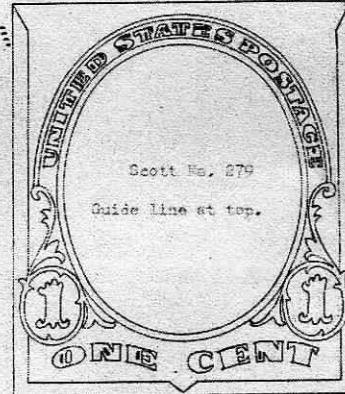 UNITED STATES POSTAGE
Scott No. 279
Guide line at top.
1 1
ONE CENT